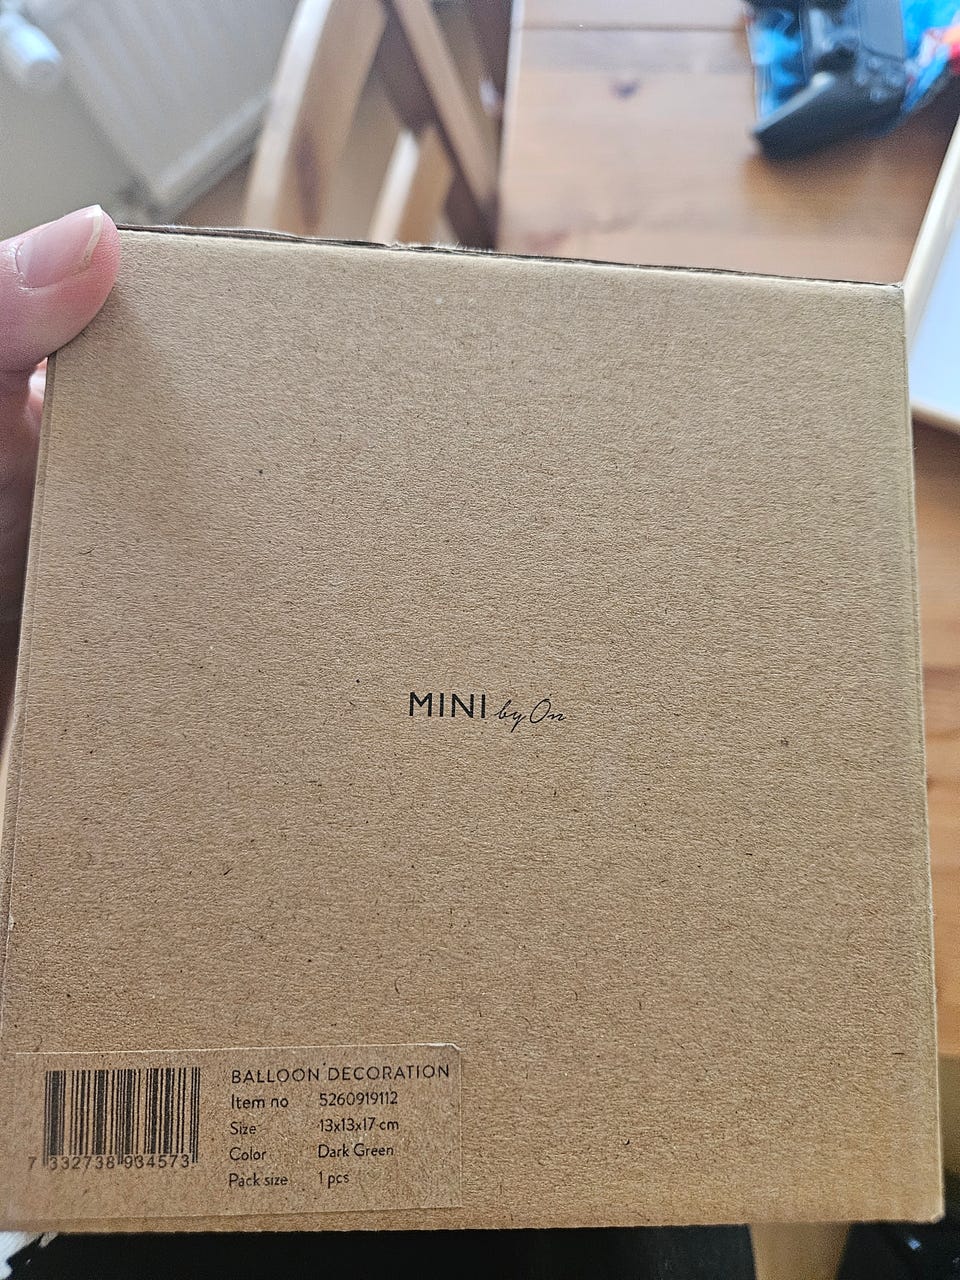 MINI by On
BALLOON DECORATION
Item no 5260919112
Size 13x13x17 cm
Color Dark Green
Pack size 1 pcs
7 332738 934573